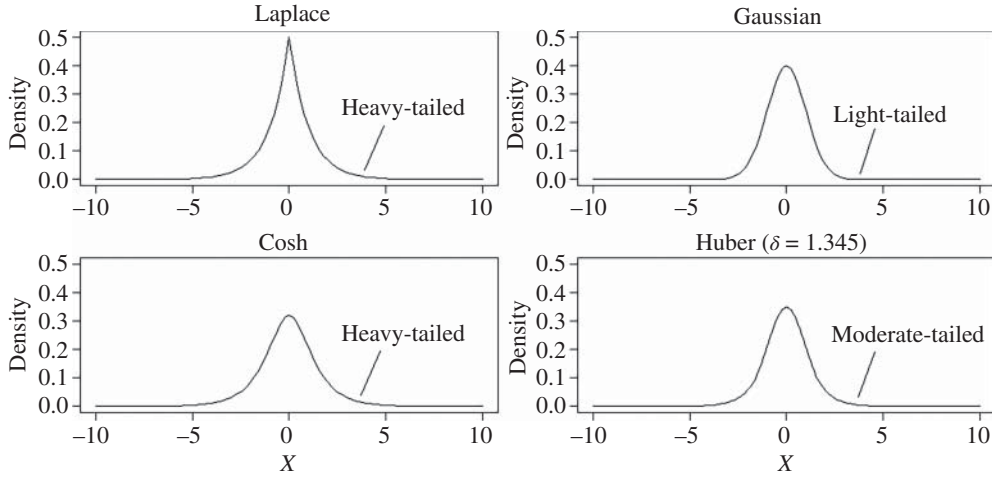 Laplace
Density
0.5
0.4
0.3
0.2
0.1
0.0
Heavy-tailed
–10 –5 0 5 10
Gaussian
Density
0.5
0.4
0.3
0.2
0.1
0.0
Light-tailed
–10 –5 0 5 10
Cosh
Density
0.5
0.4
0.3
0.2
0.1
0.0
Heavy-tailed
–10 –5 0 5 10
X
Huber (δ = 1.345)
Density
0.5
0.4
0.3
0.2
0.1
0.0
Moderate-tailed
–10 –5 0 5 10
X